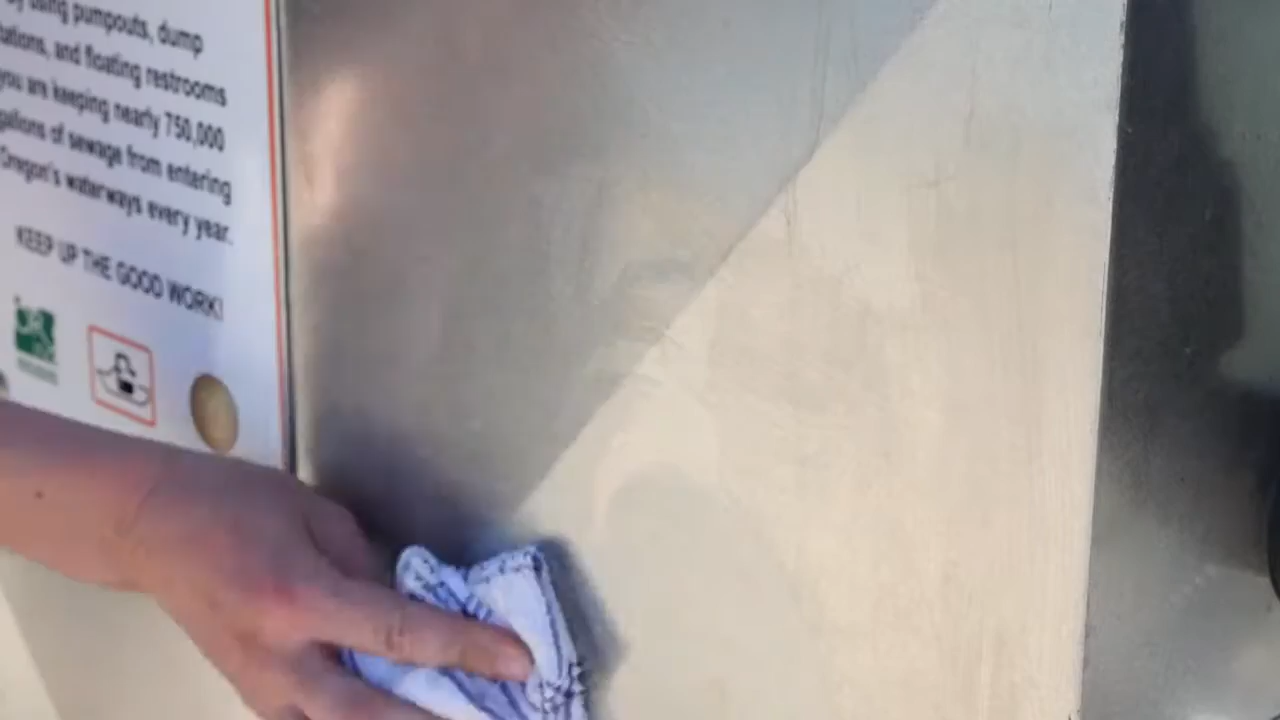 by using pumpouts, dump
stations, and floating restrooms
you are keeping nearly 750,000
gallons of sewage from entering
Oregon's waterways every year.
KEEP UP THE GOOD WORK!